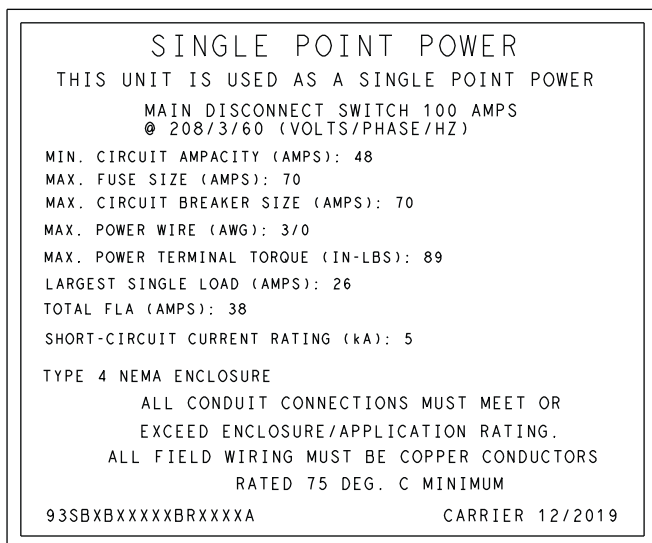 SINGLE POINT POWER
THIS UNIT IS USED AS A SINGLE POINT POWER
MAIN DISCONNECT SWITCH 100 AMPS
@ 208/3/60 (VOLTS/PHASE/HZ)
MIN. CIRCUIT AMPACITY (AMPS): 48
MAX. FUSE SIZE (AMPS): 70
MAX. CIRCUIT BREAKER SIZE (AMPS): 70
MAX. POWER WIRE (AWG): 3/0
MAX. POWER TERMINAL TORQUE (IN-LBS): 89
LARGEST SINGLE LOAD (AMPS): 26
TOTAL FLA (AMPS): 38
SHORT-CIRCUIT CURRENT RATING (kA): 5
TYPE 4 NEMA ENCLOSURE
ALL CONDUIT CONNECTIONS MUST MEET OR
EXCEED ENCLOSURE/APPLICATION RATING.
ALL FIELD WIRING MUST BE COPPER CONDUCTORS
RATED 75 DEG. C MINIMUM
93SBXBXXXXXBRXXXXA CARRIER 12/2019